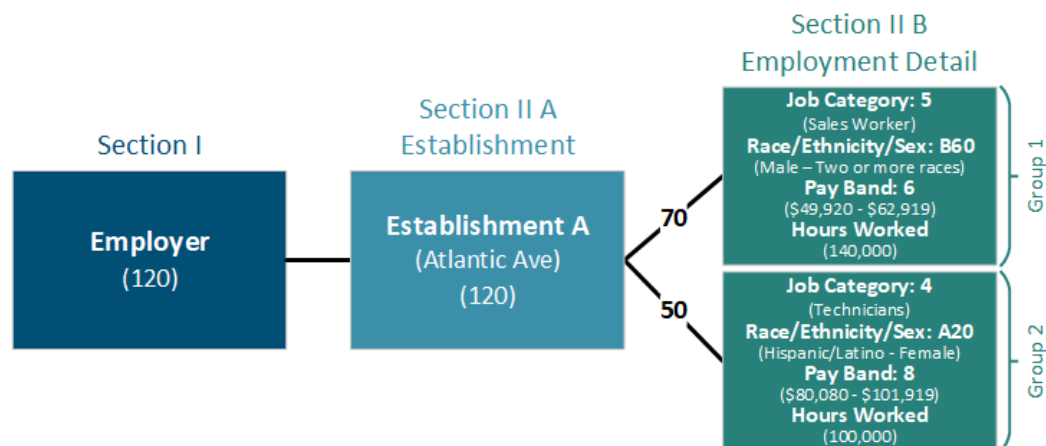 Section I
Employer
(120)
Section II A
Establishment
Establishment A
(Atlantic Ave)
(120)
70
50
Section II B
Employment Detail
Job Category: 5
(Sales Worker)
Race/Ethnicity/Sex: B60
(Male – Two or more races)
Pay Band: 6
($49,920 - $62,919)
Hours Worked
(140,000)
Group 1
Job Category: 4
(Technicians)
Race/Ethnicity/Sex: A20
(Hispanic/Latino - Female)
Pay Band: 8
($80,080 - $101,919)
Hours Worked
(100,000)
Group 2